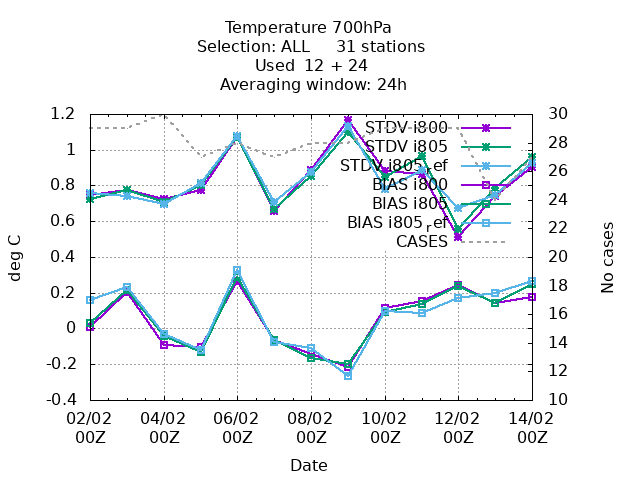 Temperature 700hPa
Selection: ALL 31 stations
Used 12 + 24
Averaging window: 24h
1.2
1
0.8
0.6
0.4
0.2
0
-0.2
-0.4
deg C
30
28
26
24
22
20
18
16
14
12
10
No cases
STDV i800
STDV i805
STDV i805ref
BIAS i800
BIAS i805
BIAS i805ref
CASES
02/02 04/02 06/02 08/02 10/02 12/02 14/02
00Z 00Z 00Z 00Z 00Z 00Z 00Z
Date